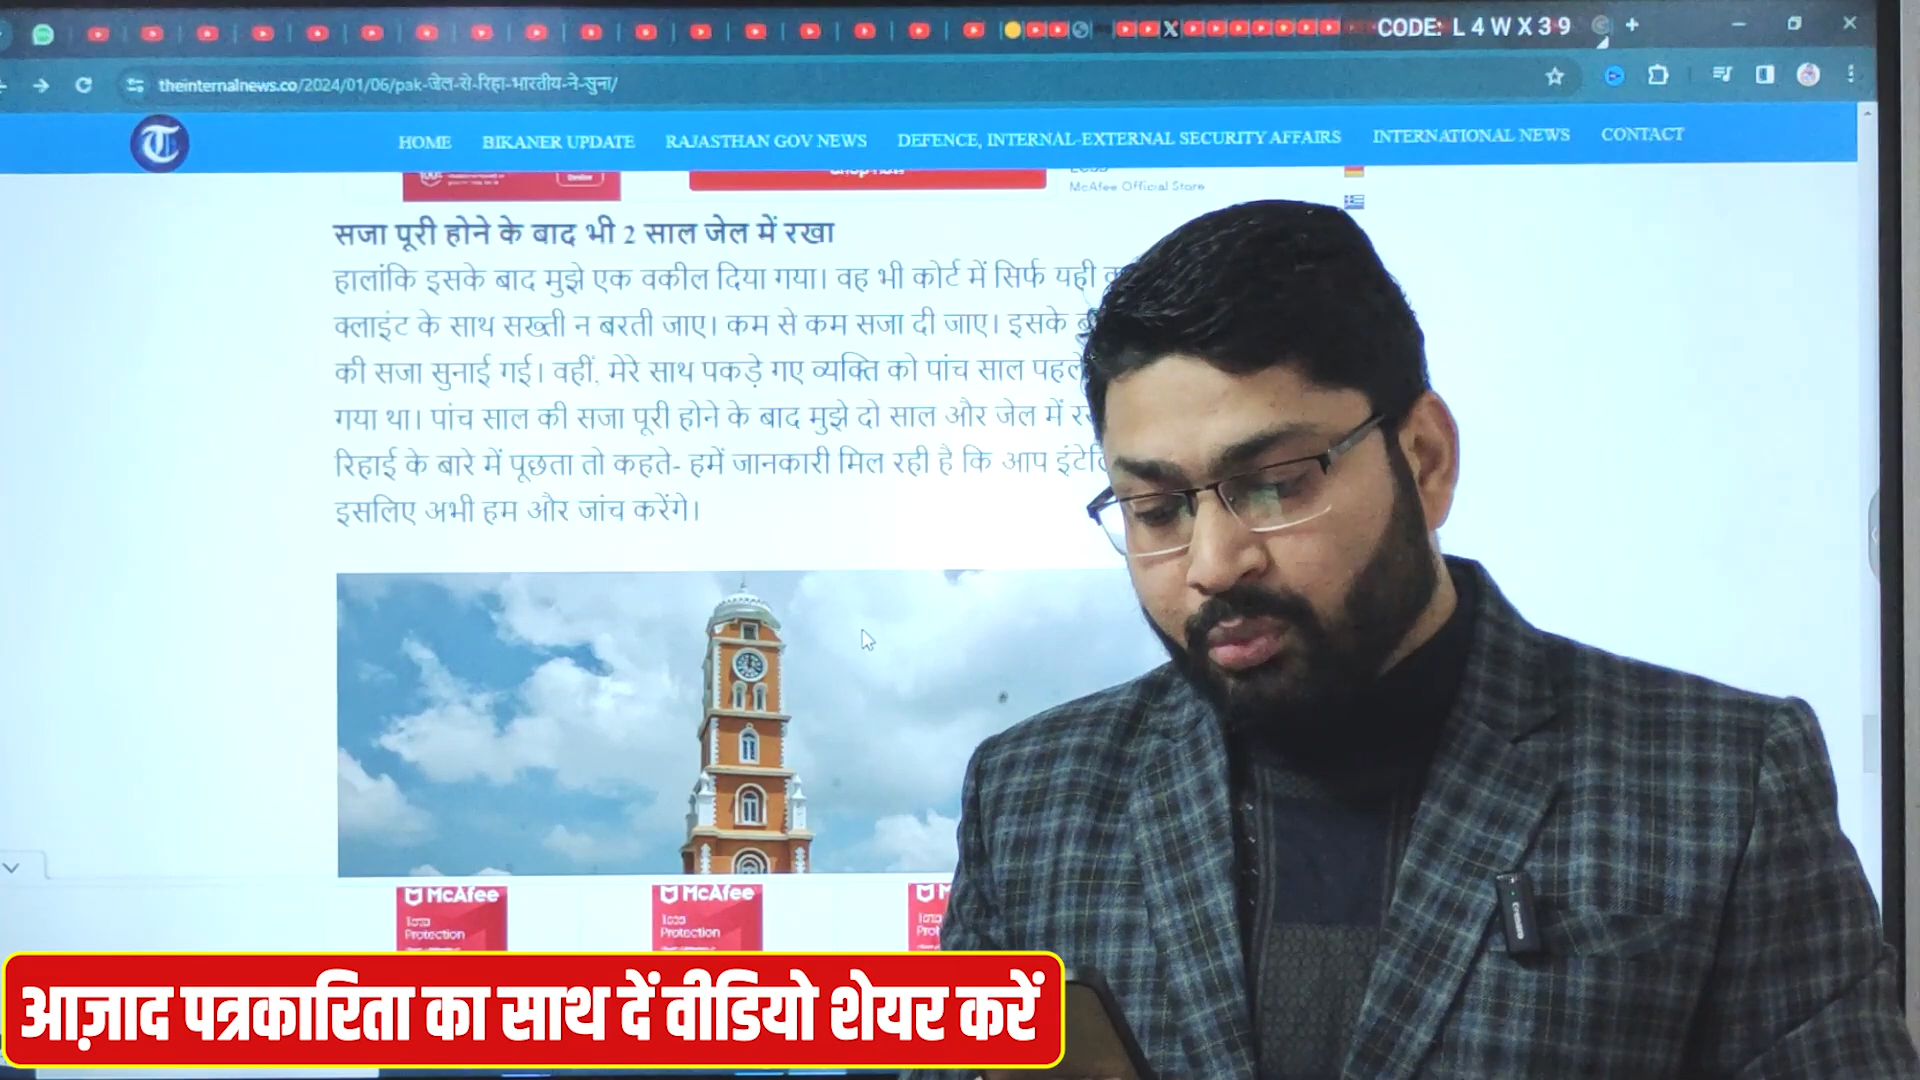 CODE: L4WX39
theinternalnews.co/2024/01/06/pak-जेल-से-रिहा-भारतीय-ने-सुना/
HOME BIKANER UPDATE RAJASTHAN GOV NEWS DEFENCE, INTERNAL-EXTERNAL SECURITY AFFAIRS INTERNATIONAL NEWS CONTACT
McAfee Official Store
सजा पूरी होने के बाद भी 2 साल जेल में रखा
हालांकि इसके बाद मुझे एक वकील दिया गया। वह भी कोर्ट में सिर्फ यही
क्लाइंट के साथ सख्ती न बरती जाए। कम से कम सजा दी जाए। इसके
की सजा सुनाई गई। वहीं, मेरे साथ पकड़े गए व्यक्ति को पांच साल पहले
गया था। पांच साल की सजा पूरी होने के बाद मुझे दो साल और जेल में
रिहाई के बारे में पूछता तो कहते- हमें जानकारी मिल रही है कि आप
इसलिए अभी हम और जांच करेंगे।
McAfee McAfee
Total Total
Protection Protection
आज़ाद पत्रकारिता का साथ दें वीडियो शेयर करें